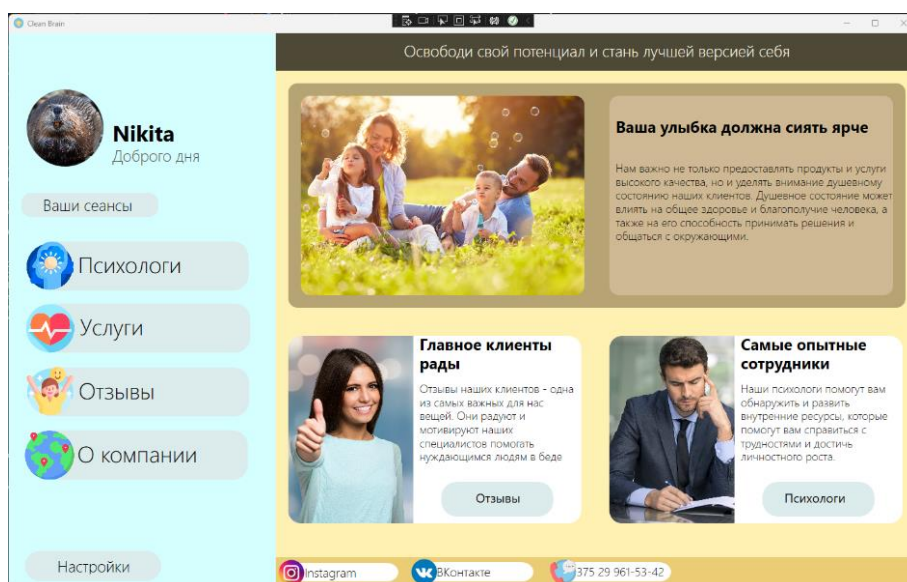 Clean Brain
Освободи свой потенциал и стань лучшей версией себя
Nikita
Доброго дня
Ваши сеансы
Психологи
Услуги
Отзывы
О компании
Настройки
Ваша улыбка должна сиять ярче
Нам важно не только предоставлять продукты и услуги
высокого качества, но и уделять внимание душевному
состоянию наших клиентов. Душевное состояние может
влиять на общее здоровье и благополучие человека, а
также на его способность принимать решения и
общаться с окружающими.
Главное клиенты
рады
Отзывы наших клиентов - одна
из самых важных для нас
вещей. Они радуют и
мотивируют наших
специалистов помогать
нуждающимся людям в беде
Отзывы
Самые опытные
сотрудники
Наши психологи помогут вам
обнаружить и развить
внутренние ресурсы, которые
помогут вам справиться с
трудностями и достичь
личностного роста.
Психологи
Instagram
ВКонтакте
375 29 961-53-42